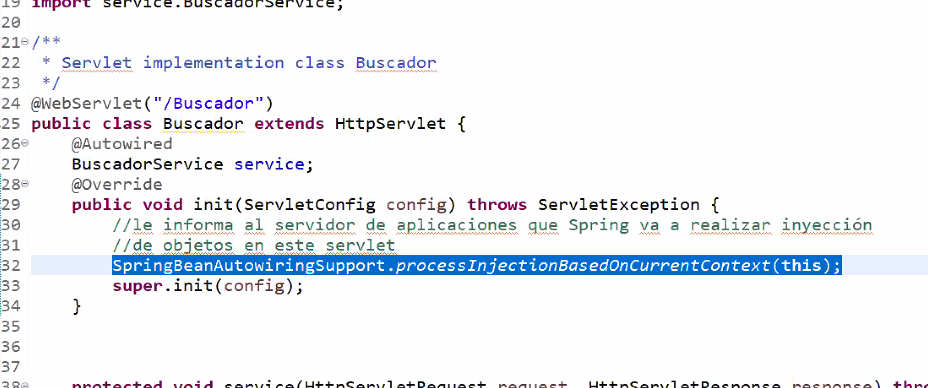 19 import service.BuscadorService;
20
21 /**
22  * Servlet implementation class Buscador
23  */
24 @WebServlet("/Buscador")
25 public class Buscador extends HttpServlet {
26     @Autowired
27     BuscadorService service;
28     @Override
29     public void init(ServletConfig config) throws ServletException {
30         //le informa al servidor de aplicaciones que Spring va a realizar inyección
31         //de objetos en este servlet
32         SpringBeanAutowiringSupport.processInjectionBasedOnCurrentContext(this);
33         super.init(config);
34     }
35
36
37
38     protected void service(HttpServletRequest request, HttpServletResponse response) thro